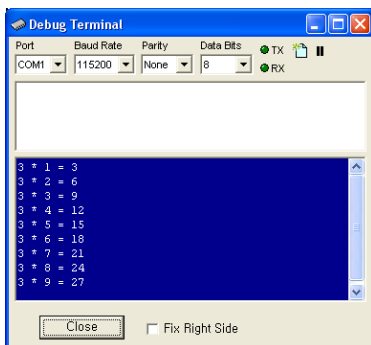 Debug Terminal
Port Baud Rate Parity Data Bits
TX
COM1 115200 None 8
RX
3 * 1 = 3
3 * 2 = 6
3 * 3 = 9
3 * 4 = 12
3 * 5 = 15
3 * 6 = 18
3 * 7 = 21
3 * 8 = 24
3 * 9 = 27
Close Fix Right Side